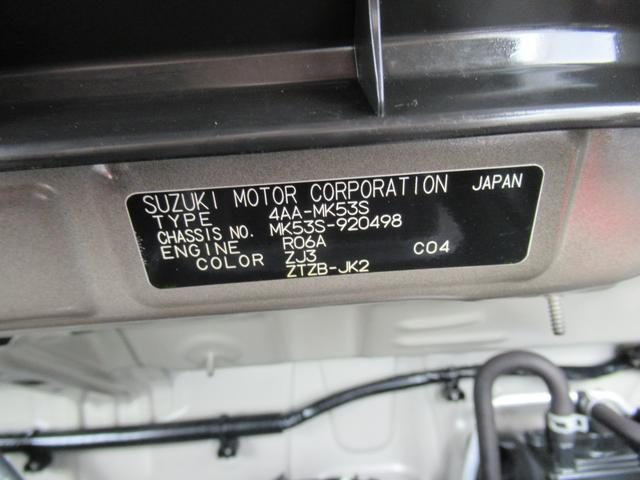 SUZUKI MOTOR CORPORATION JAPAN
TYPE 4AA-MK53S
CHASSIS NO. MK53S-920498
ENGINE R06A C04
COLOR ZJ3
ZTZB-JK2